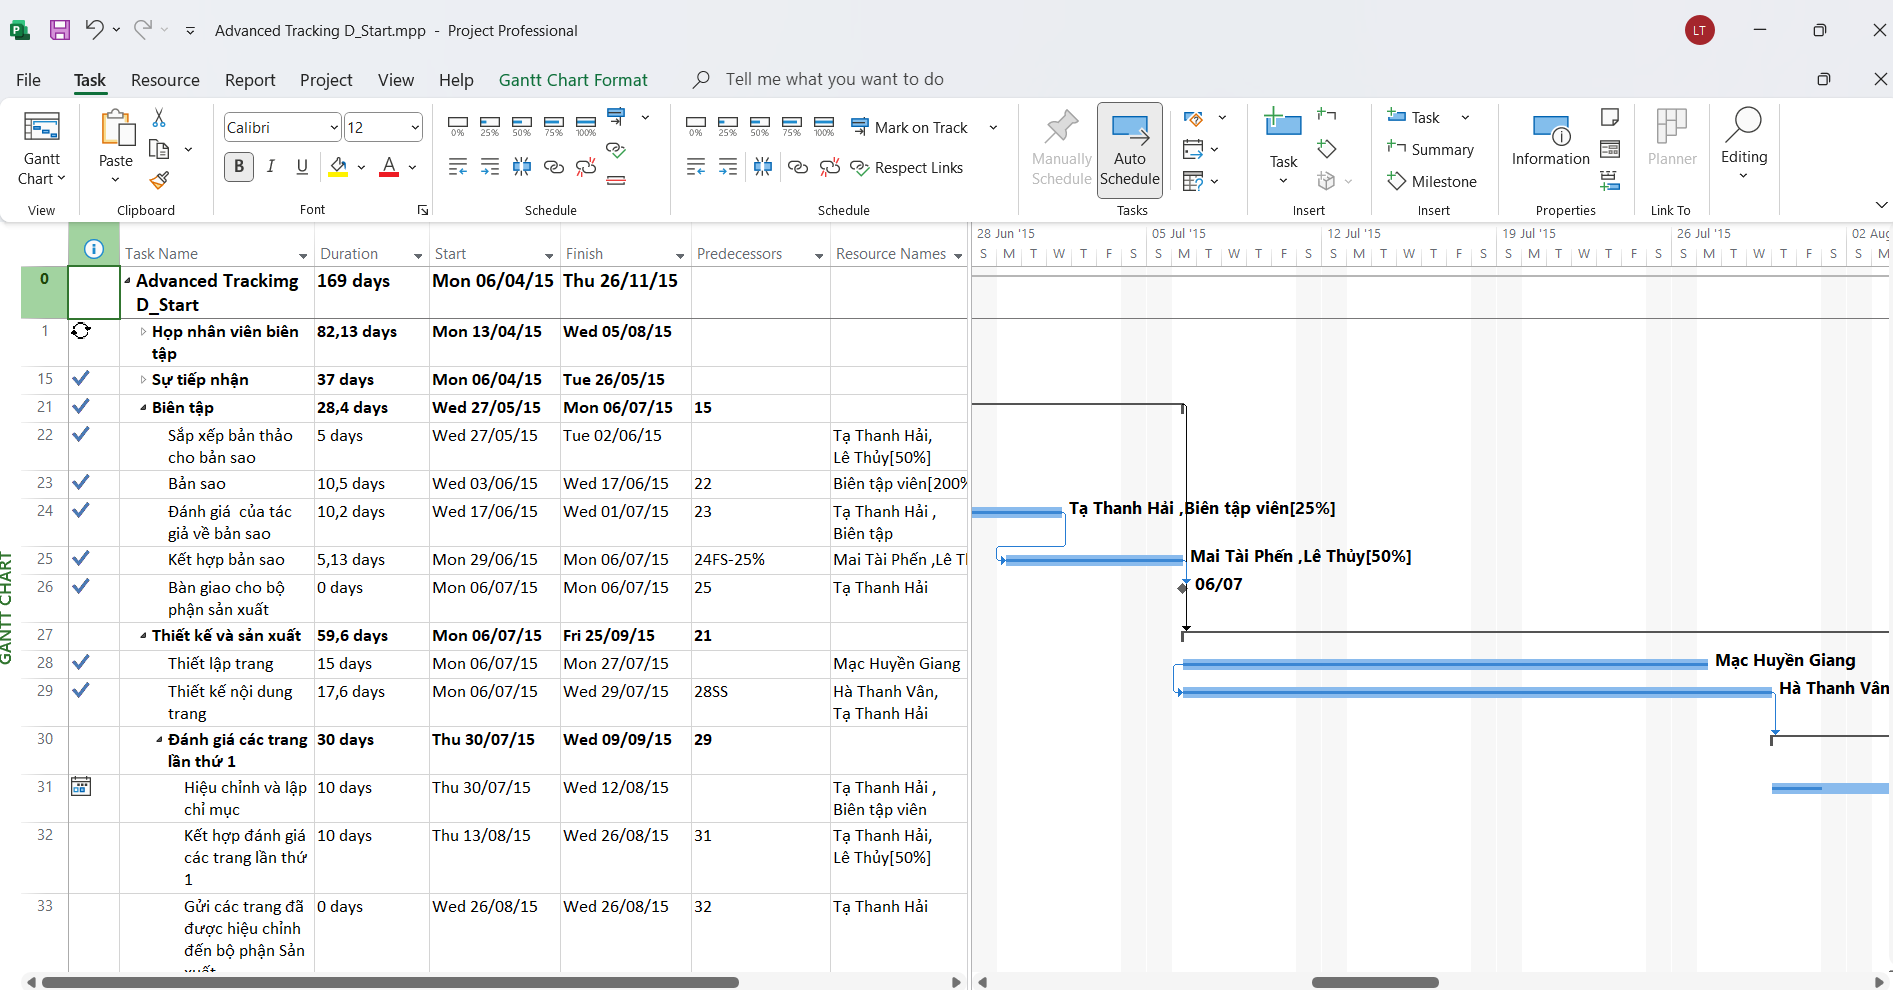 Advanced Tracking D_Start.mpp - Project Professional
LT
File Task Resource Report Project View Help Gantt Chart Format Tell me what you want to do
Gantt Chart
View
Paste
Clipboard
Calibri 12
B I U A
Font
0% 25% 50% 75% 100%
Schedule
0% 25% 50% 75% 100% Mark on Track
Respect Links
Schedule
Manually Schedule
Auto Schedule
Tasks
Task
Insert
Task
Summary
Milestone
Insert
Information
Properties
Planner
Link To
Editing
GANTT CHART
Task Name Duration Start Finish Predecessors Resource Names
28 Jun '15 05 Jul '15 12 Jul '15 19 Jul '15 26 Jul '15 02 Aug
S M T W T F S S M T W T F S S M T W T F S S M T W T F S S M T W T F S S M
0 Advanced Trackimg 169 days Mon 06/04/15 Thu 26/11/15
D_Start
1 Họp nhân viên biên 82,13 days Mon 13/04/15 Wed 05/08/15
tập
15 Sự tiếp nhận 37 days Mon 06/04/15 Tue 26/05/15
21 Biên tập 28,4 days Wed 27/05/15 Mon 06/07/15 15
22 Sắp xếp bản thảo 5 days Wed 27/05/15 Tue 02/06/15 Tạ Thanh Hải,
cho bản sao Lê Thủy[50%]
23 Bản sao 10,5 days Wed 03/06/15 Wed 17/06/15 22 Biên tập viên[200%
24 Đánh giá của tác 10,2 days Wed 17/06/15 Wed 01/07/15 23 Tạ Thanh Hải ,
giả về bản sao Biên tập
Tạ Thanh Hải ,Biên tập viên[25%]
25 Kết hợp bản sao 5,13 days Mon 29/06/15 Mon 06/07/15 24FS-25% Mai Tài Phến ,Lê Tl
Mai Tài Phến ,Lê Thủy[50%]
26 Bàn giao cho bộ 0 days Mon 06/07/15 Mon 06/07/15 25 Tạ Thanh Hải
phận sản xuất
06/07
27 Thiết kế và sản xuất 59,6 days Mon 06/07/15 Fri 25/09/15 21
28 Thiết lập trang 15 days Mon 06/07/15 Mon 27/07/15 Mạc Huyền Giang
Mạc Huyền Giang
29 Thiết kế nội dung 17,6 days Mon 06/07/15 Wed 29/07/15 28SS Hà Thanh Vân,
trang Tạ Thanh Hải
Hà Thanh Vân
30 Đánh giá các trang 30 days Thu 30/07/15 Wed 09/09/15 29
lần thứ 1
31 Hiệu chỉnh và lập 10 days Thu 30/07/15 Wed 12/08/15 Tạ Thanh Hải ,
chỉ mục Biên tập viên
32 Kết hợp đánh giá 10 days Thu 13/08/15 Wed 26/08/15 31 Tạ Thanh Hải,
các trang lần thứ Lê Thủy[50%]
1
33 Gửi các trang đã 0 days Wed 26/08/15 Wed 26/08/15 32 Tạ Thanh Hải
được hiệu chỉnh
đến bộ phận Sản